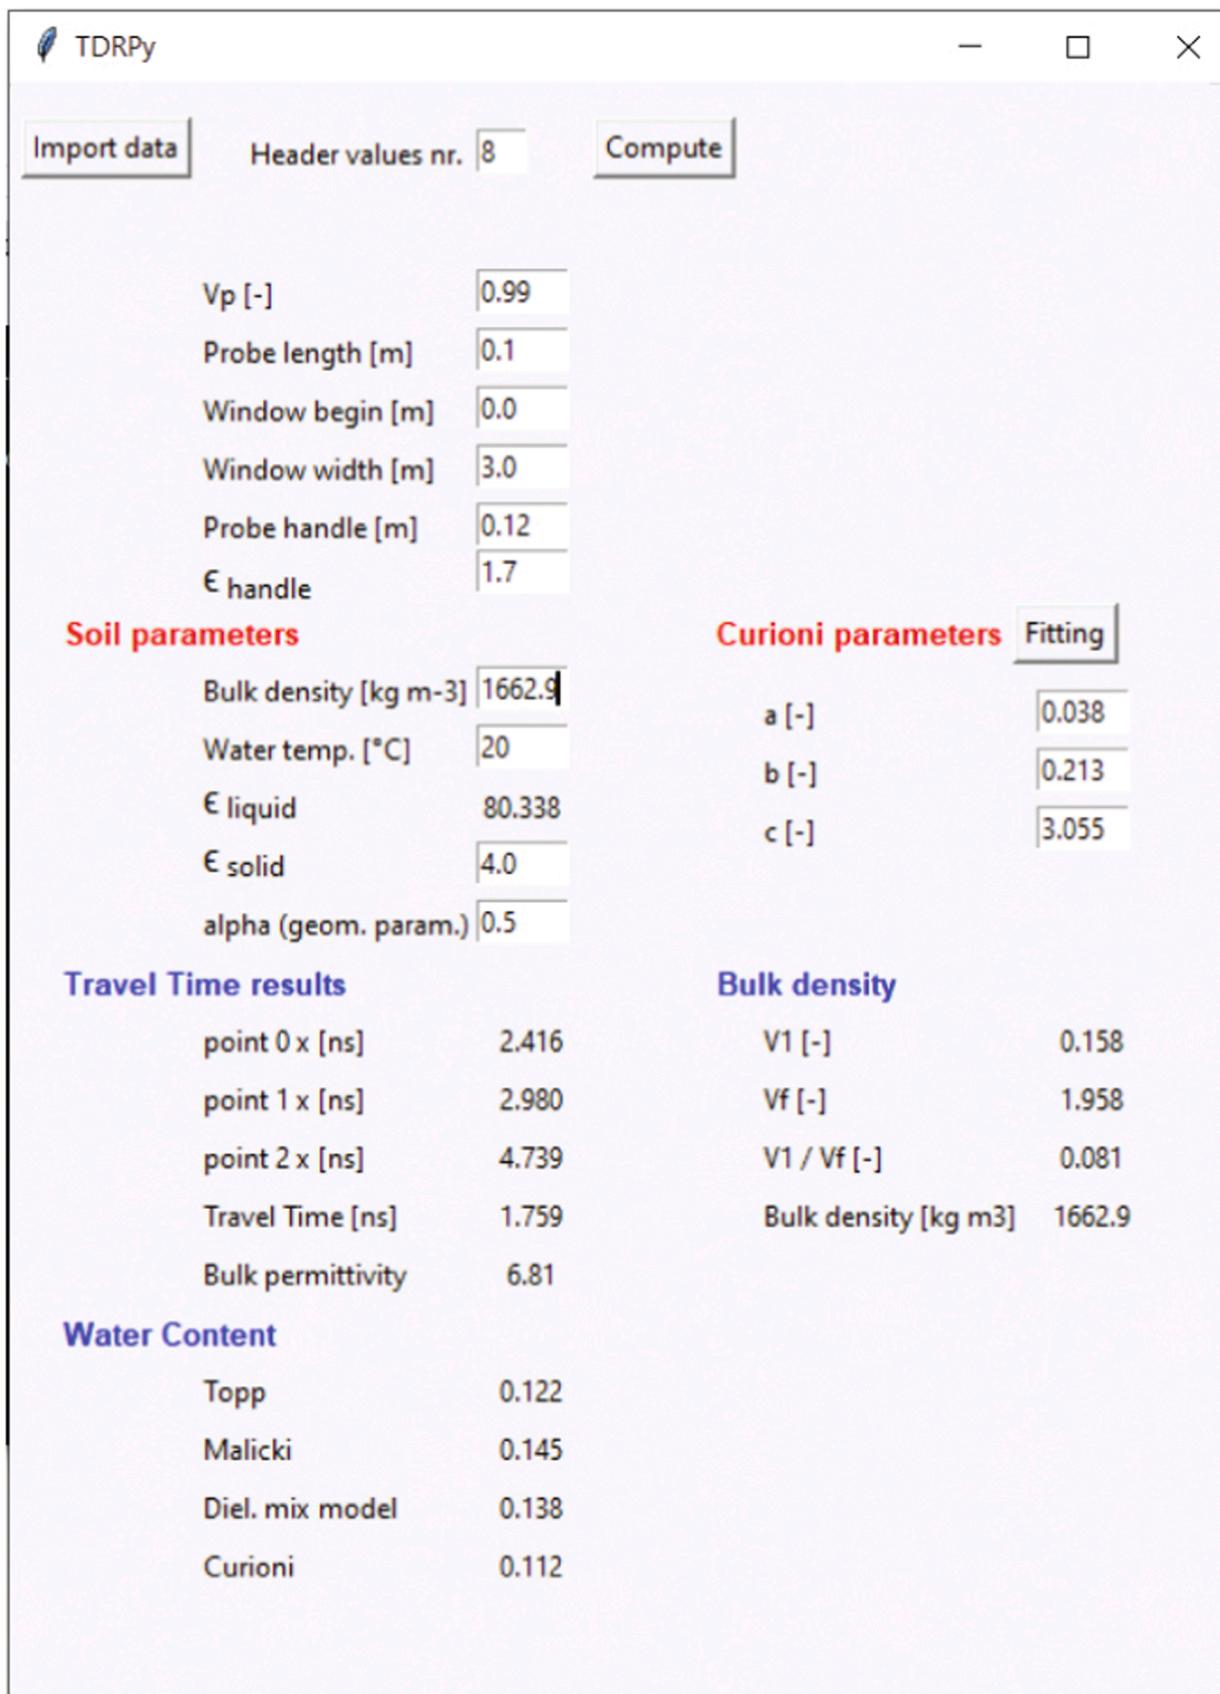 TDRPy
Import data Header values nr. 8 Compute
Vp [-] 0.99
Probe length [m] 0.1
Window begin [m] 0.0
Window width [m] 3.0
Probe handle [m] 0.12
ϵ handle 1.7
Soil parameters Curioni parameters Fitting
Bulk density [kg m-3] 1662.9
a [-] 0.038
Water temp. [°C] 20
b [-] 0.213
ϵ liquid 80.338
c [-] 3.055
ϵ solid 4.0
alpha (geom. param.) 0.5
Travel Time results Bulk density
point 0 x [ns] 2.416 V1 [-] 0.158
point 1 x [ns] 2.980 Vf [-] 1.958
point 2 x [ns] 4.739 V1 / Vf [-] 0.081
Travel Time [ns] 1.759 Bulk density [kg m3] 1662.9
Bulk permittivity 6.81
Water Content
Topp 0.122
Malicki 0.145
Diel. mix model 0.138
Curioni 0.112